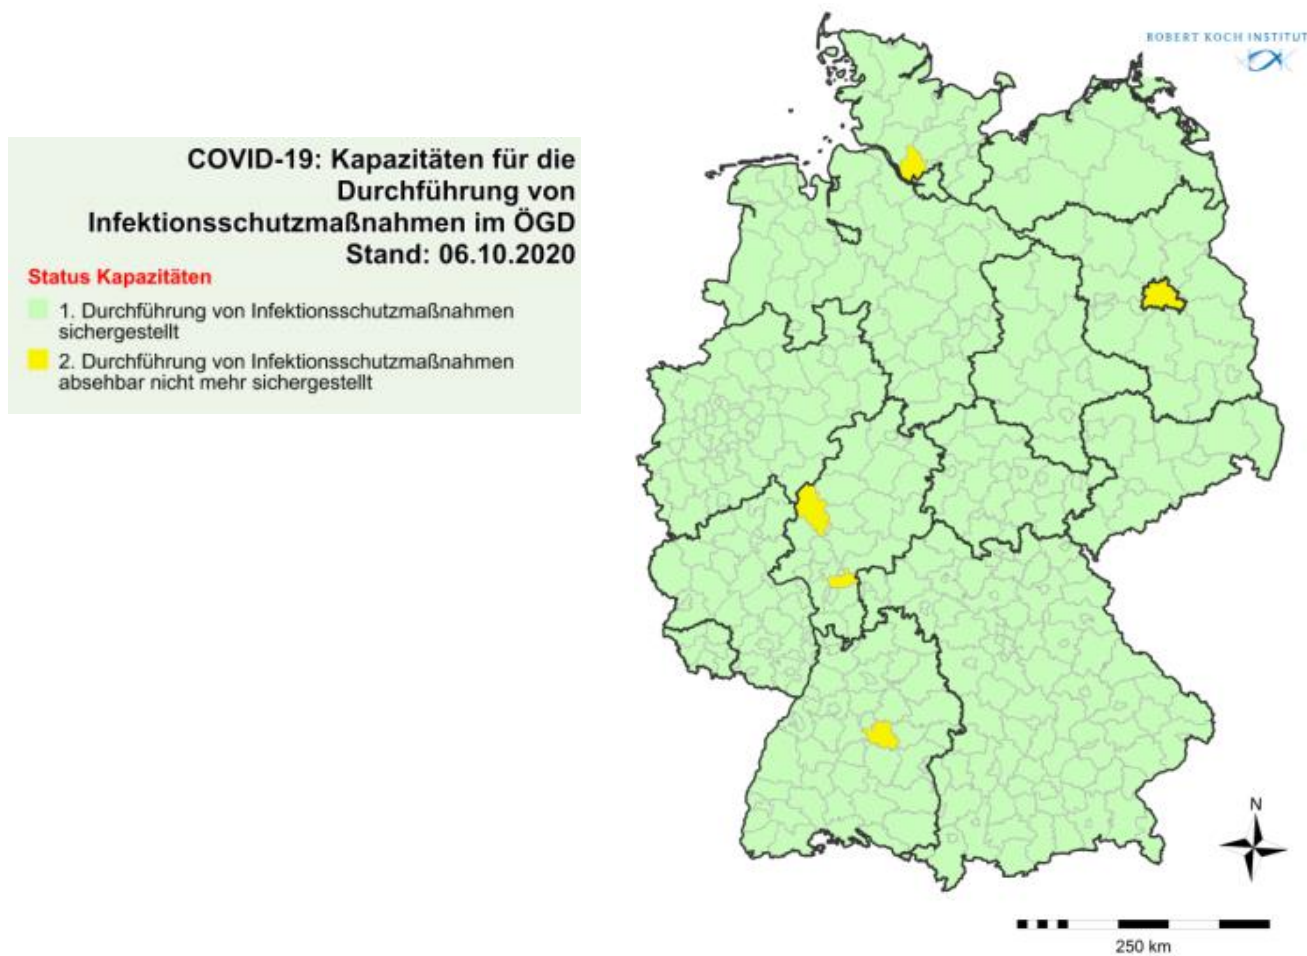 ROBERT KOCH INSTITUT
COVID-19: Kapazitäten für die
Durchführung von
Infektionsschutzmaßnahmen im ÖGD
Stand: 06.10.2020
Status Kapazitäten
1. Durchführung von Infektionsschutzmaßnahmen
sichergestellt
2. Durchführung von Infektionsschutzmaßnahmen
absehbar nicht mehr sichergestellt
N
250 km